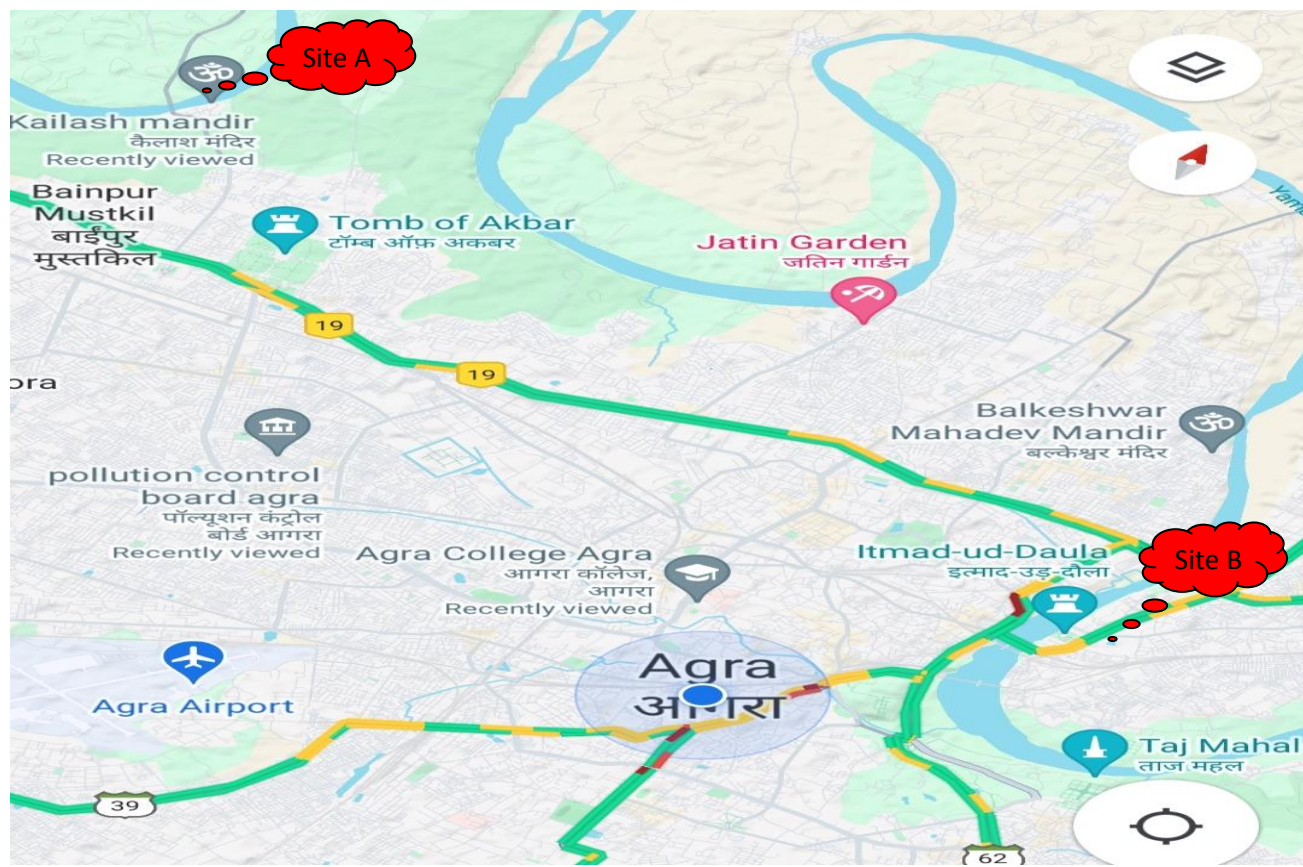 Site A
Kailash mandir
कैलाश मंदिर
Recently viewed
Bainpur
Mustkil
बाईंपुर
मुस्तकिल
Tomb of Akbar
टॉम्ब ऑफ़ अकबर
Jatin Garden
जतिन गार्डन
19
19
Balkeshwar
Mahadev Mandir
बल्केश्वर मंदिर
pollution control
board agra
पॉल्यूशन कंट्रोल
बोर्ड आगरा
Recently viewed
Agra College Agra
आगरा कॉलेज,
आगरा
Recently viewed
Itmad-ud-Daula
इत्माद-उड़-दौला
Site B
Agra
आगरा
Agra Airport
Taj Mahal
ताज महल
39
62